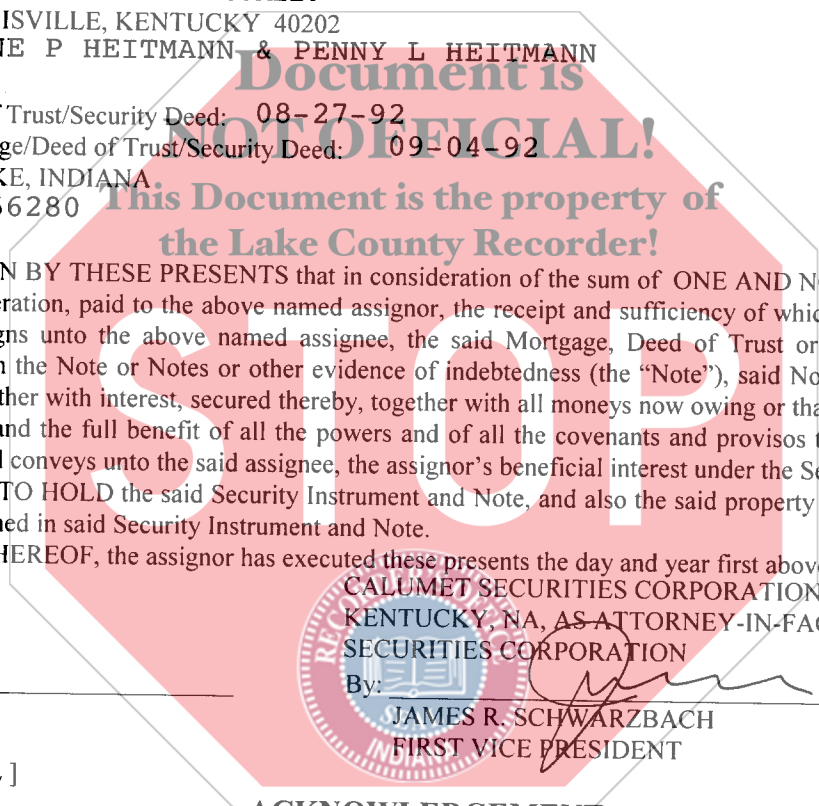 ISVILLE, KENTUCKY 40202
NE P HEITMANN & PENNY L HEITMANN
Document is
Trust/Security Deed: 08-27-92
NOT OFFICIAL!
ge/Deed of Trust/Security Deed: 09-04-92
KE, INDIANA
This Document is the property of
56280
the Lake County Recorder!
N BY THESE PRESENTS that in consideration of the sum of ONE AND N
eration, paid to the above named assignor, the receipt and sufficiency of whic
gns unto the above named assignee, the said Mortgage, Deed of Trust or
n the Note or Notes or other evidence of indebtedness (the “Note”), said No
ther with interest, secured thereby, together with all moneys now owing or tha
and the full benefit of all the powers and of all the covenants and provisos t
STOP
l conveys unto the said assignee, the assignor's beneficial interest under the Se
TO HOLD the said Security Instrument and Note, and also the said property
ned in said Security Instrument and Note.
HEREOF, the assignor has executed these presents the day and year first above
CALUMET SECURITIES CORPORATION
KENTUCKY, NA, AS ATTORNEY-IN-FAC
SECURITIES CORPORATION
By:
JAMES R. SCHWARZBACH
FIRST VICE PRESIDENT
RECORDER'S OFFICE
SEAL
INDIANA
]
ACKNOWLEDGEMENT